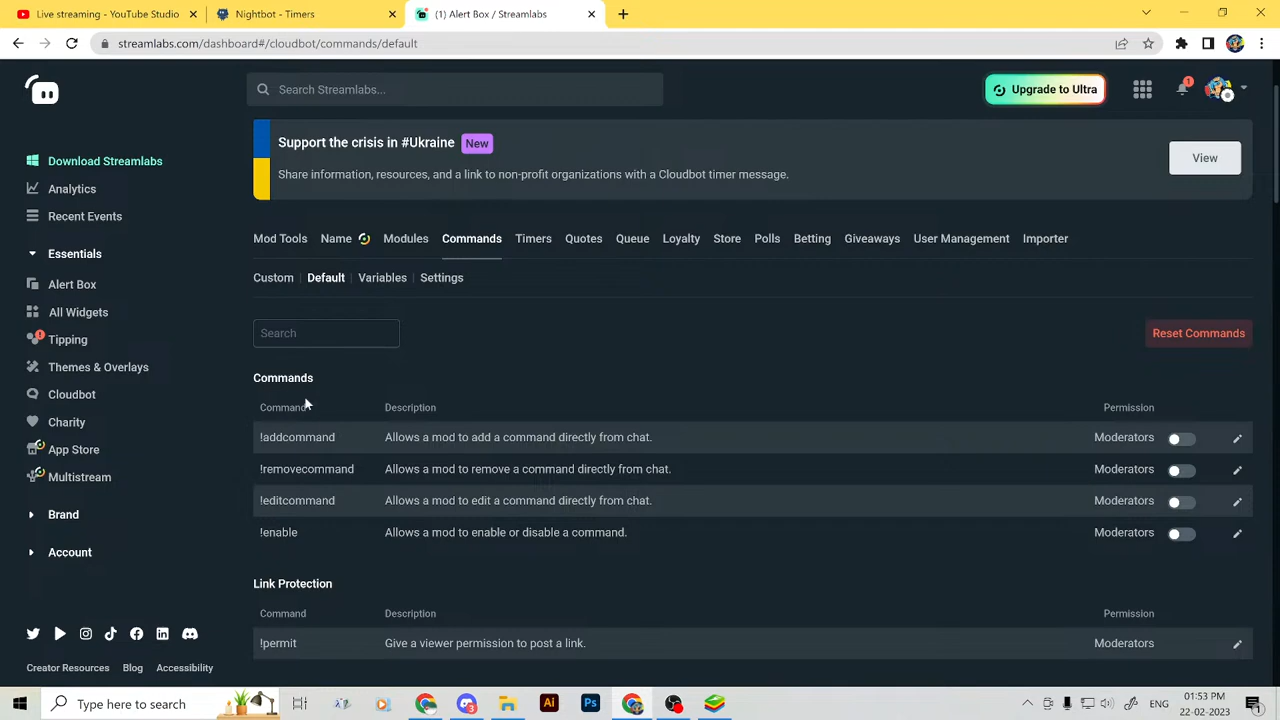 Live streaming - YouTube Studio
Nightbot - Timers
(1) Alert Box / Streamlabs
streamlabs.com/dashboard#/cloudbot/commands/default
Search Streamlabs...
Upgrade to Ultra
1
Download Streamlabs
Analytics
Recent Events
Essentials
Alert Box
All Widgets
Tipping
Themes & Overlays
Cloudbot
Charity
App Store
Multistream
Brand
Account
Creator Resources Blog Accessibility
Support the crisis in #Ukraine New
Share information, resources, and a link to non-profit organizations with a Cloudbot timer message.
View
Mod Tools Name Modules Commands Timers Quotes Queue Loyalty Store Polls Betting Giveaways User Management Importer
Custom Default Variables Settings
Search
Reset Commands
Commands
Command Description Permission
!addcommand Allows a mod to add a command directly from chat. Moderators
!removecommand Allows a mod to remove a command directly from chat. Moderators
!editcommand Allows a mod to edit a command directly from chat. Moderators
!enable Allows a mod to enable or disable a command. Moderators
Link Protection
Command Description Permission
!permit Give a viewer permission to post a link. Moderators
Type here to search
Ai
Ps
ENG
01:53 PM
22-02-2023